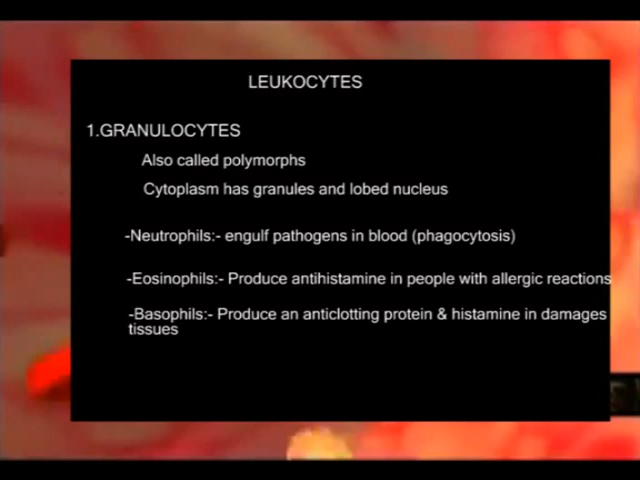 LEUKOCYTES
1.GRANULOCYTES
Also called polymorphs
Cytoplasm has granules and lobed nucleus
-Neutrophils:- engulf pathogens in blood (phagocytosis)
-Eosinophils:- Produce antihistamine in people with allergic reactions
-Basophils:- Produce an anticlotting protein & histamine in damages
tissues